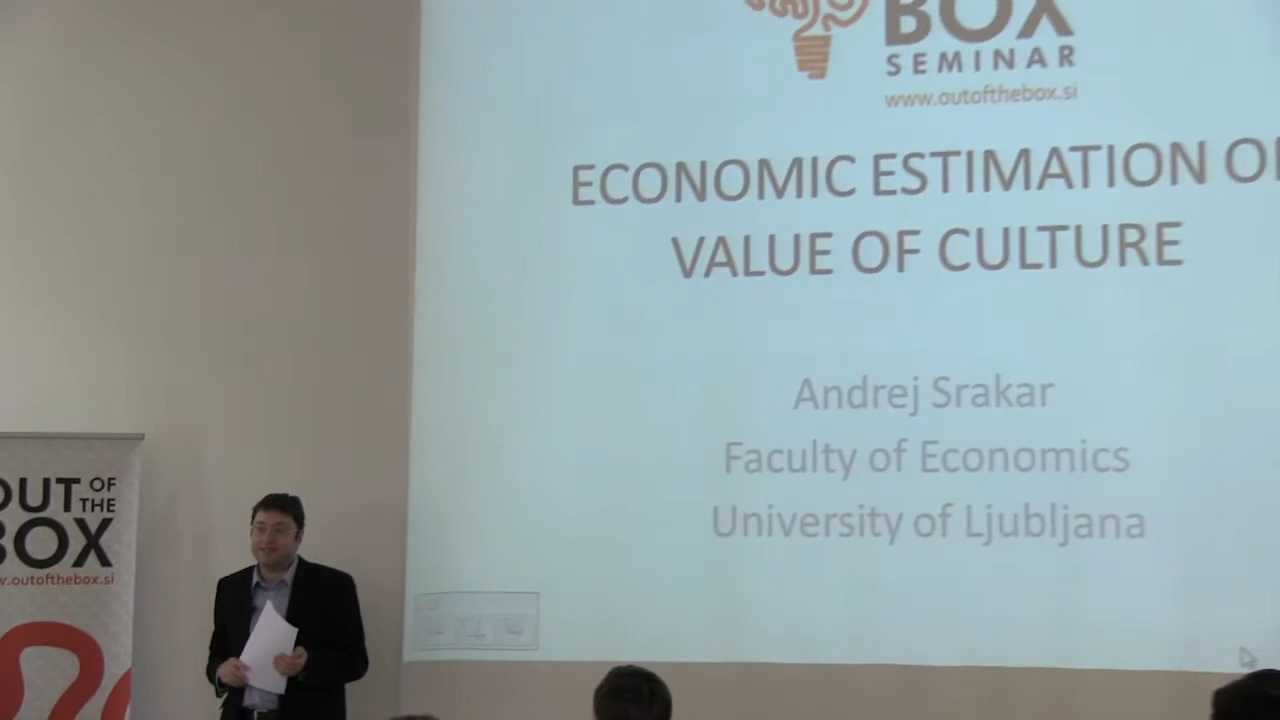 BOX
SEMINAR
www.outofthebox.si
ECONOMIC ESTIMATION OF
VALUE OF CULTURE
Andrej Srakar
Faculty of Economics
University of Ljubljana
OUT OF
THE
BOX
w.outofthebox.si